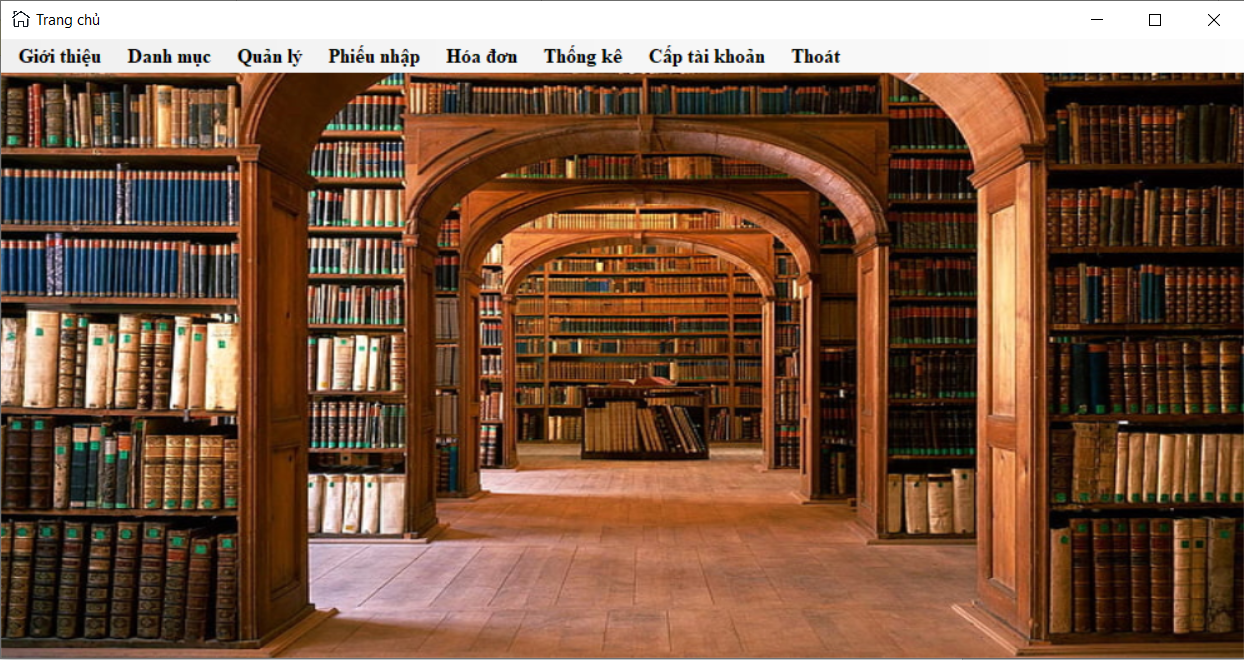 Trang chủ
Giới thiệu Danh mục Quản lý Phiếu nhập Hóa đơn Thống kê Cấp tài khoản Thoát